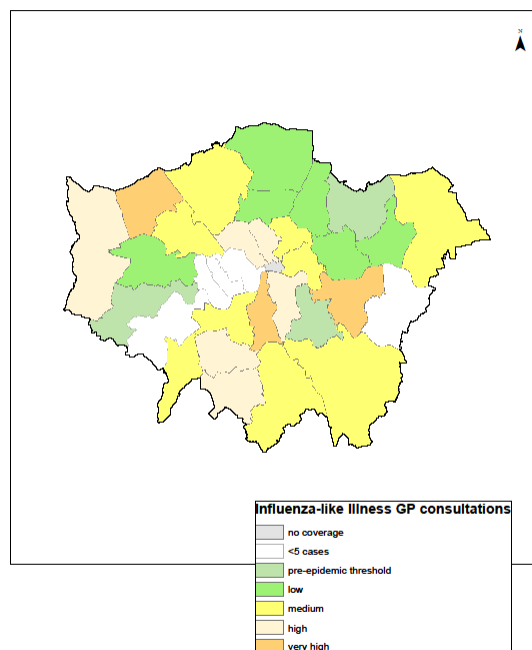 N
Influenza-like Illness GP consultations
no coverage
<5 cases
pre-epidemic threshold
low
medium
high
very high